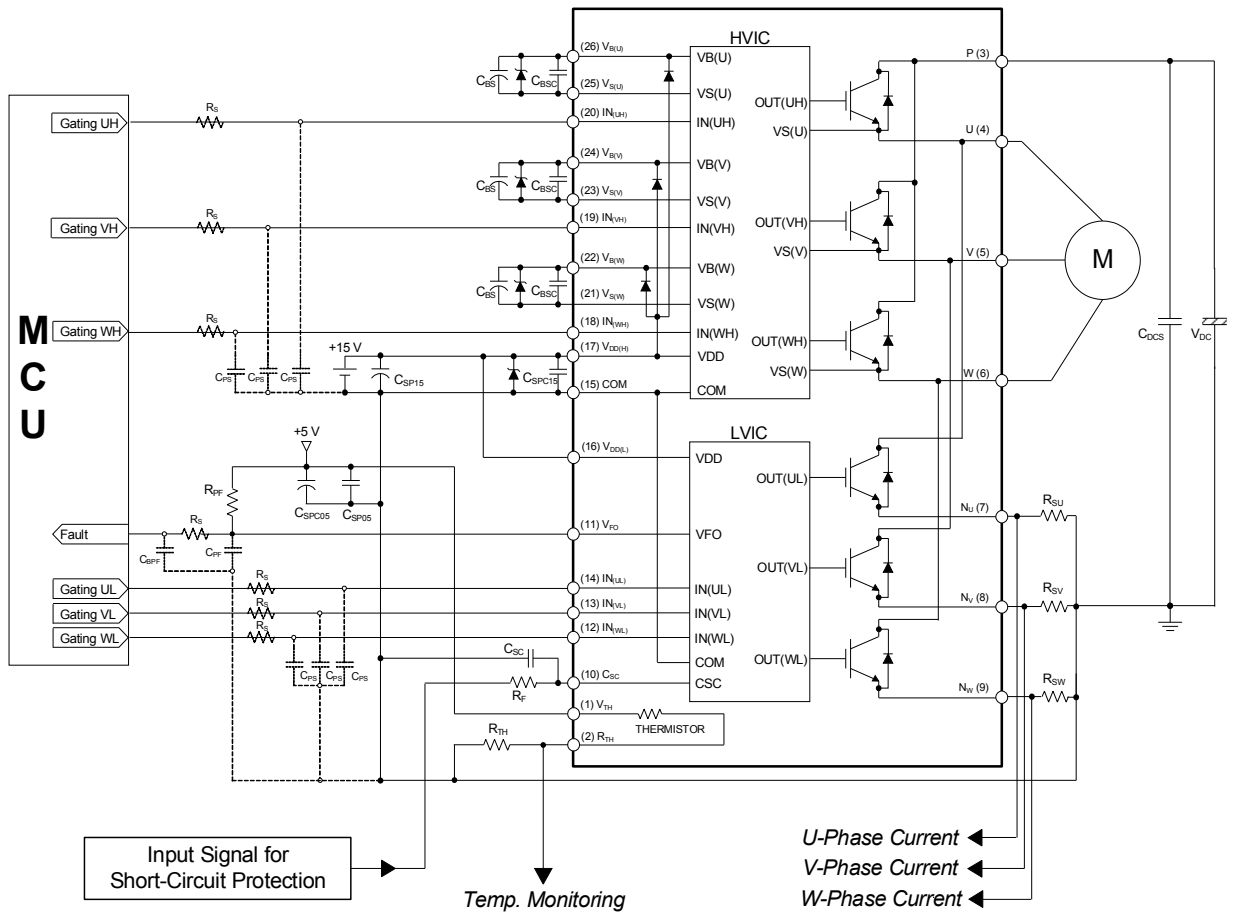 HVIC
(26) VB(U)
VB(U)
P (3)
CBS
CBSC
(25) VS(U)
VS(U)
OUT(UH)
Gating UH
RS
(20) IN(UH)
IN(UH)
VS(U)
U (4)
(24) VB(V)
VB(V)
CBS
CBSC
(23) VS(V)
VS(V)
OUT(VH)
Gating VH
RS
(19) IN(VH)
IN(VH)
VS(V)
V (5)
M
(22) VB(W)
VB(W)
CBS
CBSC
(21) VS(W)
VS(W)
Gating WH
RS
(18) IN(WH)
IN(WH)
OUT(WH)
CDCS
VDC
MCU
+15 V
(17) VDD(H)
VDD
VS(W)
W (6)
CPS
CPS
CPS
CSP15
CSPC15
(15) COM
COM
+5 V
LVIC
(16) VDD(L)
VDD
OUT(UL)
RPF
CSPC05
CSP05
NU (7)
RSU
Fault
RS
(11) VFO
VFO
CBPF
CPF
OUT(VL)
Gating UL
RS
(14) IN(UL)
IN(UL)
Gating VL
RS
(13) IN(VL)
IN(VL)
NV (8)
RSV
Gating WL
RS
(12) IN(WL)
IN(WL)
CPS
CPS
CPS
CSC
COM
OUT(WL)
RF
(10) CSC
CSC
NW (9)
RSW
(1) VTH
THERMISTOR
RTH
(2) RTH
Input Signal for
Short-Circuit Protection
Temp. Monitoring
U-Phase Current
V-Phase Current
W-Phase Current